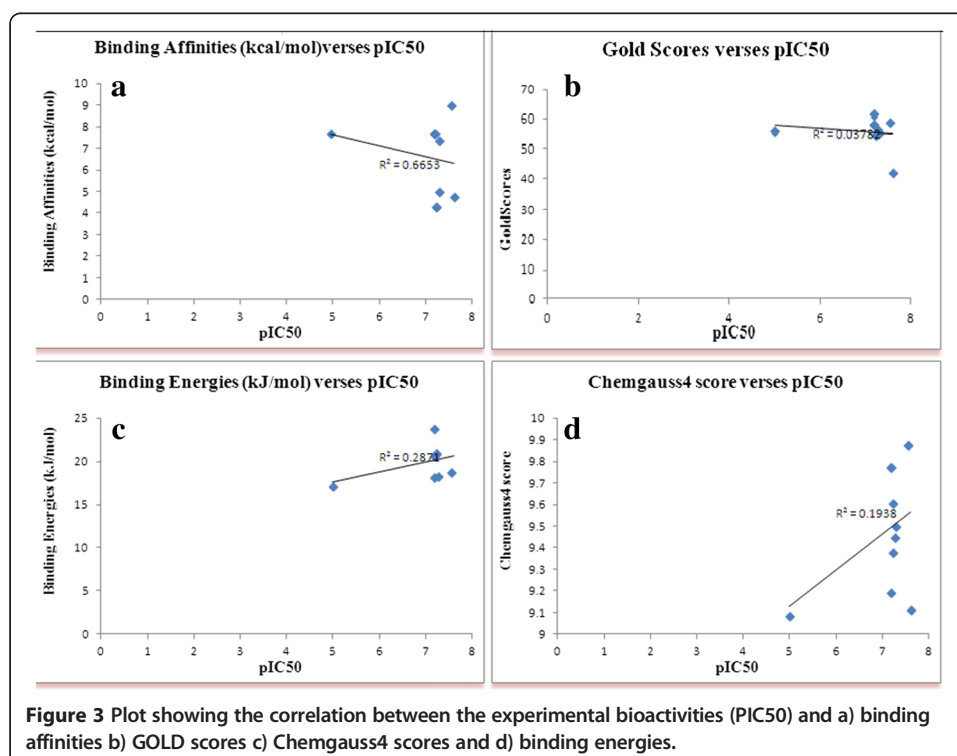 Binding Affinities (kcal/mol)verses pIC50
a
Binding Affinities (kcal/mol)
10
9
8
7
6
5
4
3
2
1
0
R² = 0.6653
0 1 2 3 4 5 6 7 8
pIC50
Gold Scores verses pIC50
b
GoldScores
70
60
50
40
30
20
10
0
R² = 0.0378
0 2 4 6 8
pIC50
Binding Energies (kJ/mol) verses pIC50
c
Binding Energies (kJ/mol)
25
20
15
10
5
0
R² = 0.2871
0 1 2 3 4 5 6 7 8
pIC50
Chemgauss4 score verses pIC50
d
Chemgauss4 score
10
9.9
9.8
9.7
9.6
9.5
9.4
9.3
9.2
9.1
9
R² = 0.1938
0 1 2 3 4 5 6 7 8
pIC50
Figure 3 Plot showing the correlation between the experimental bioactivities (PIC50) and a) binding
affinities b) GOLD scores c) Chemgauss4 scores and d) binding energies.